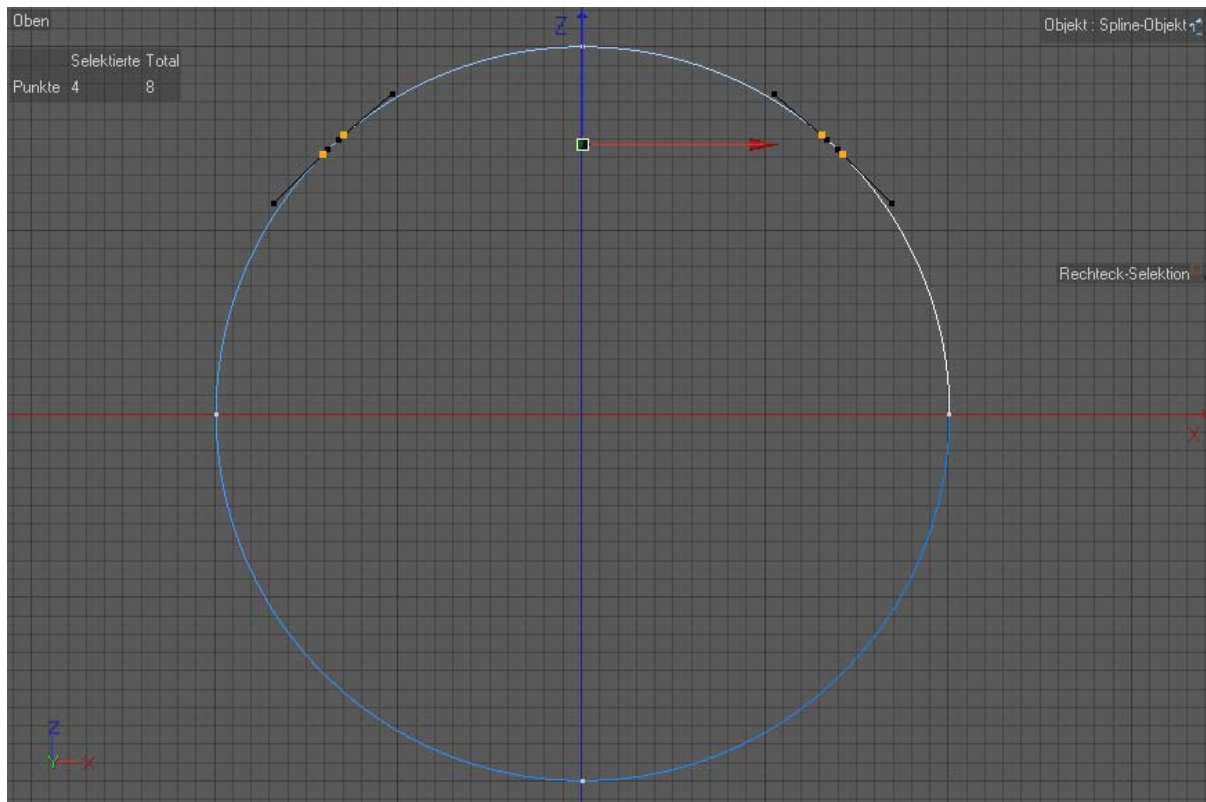 Oben
Z
Objekt : Spline-Objekt
Selektierte Total
Punkte 4 8
Rechteck-Selektion
X
Z
Y X